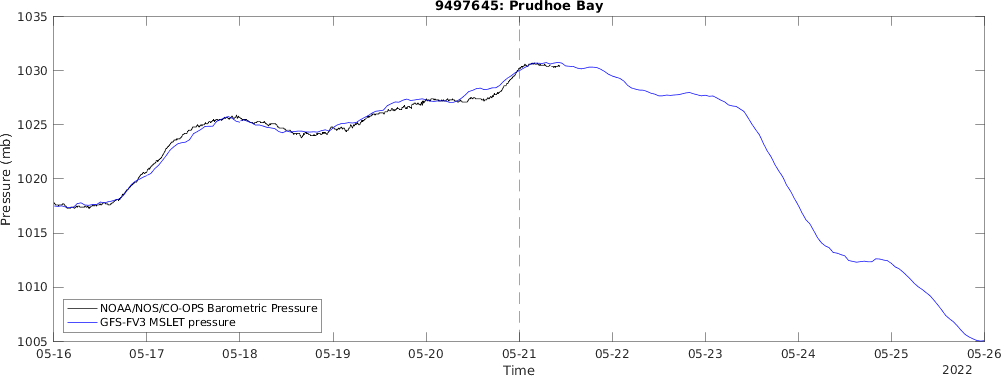 9497645: Prudhoe Bay
1035
1030
1025
1020
1015
1010
1005
Pressure (mb)
NOAA/NOS/CO-OPS Barometric Pressure
GFS-FV3 MSLET pressure
05-16 05-17 05-18 05-19 05-20 05-21 05-22 05-23 05-24 05-25 05-26
Time
2022